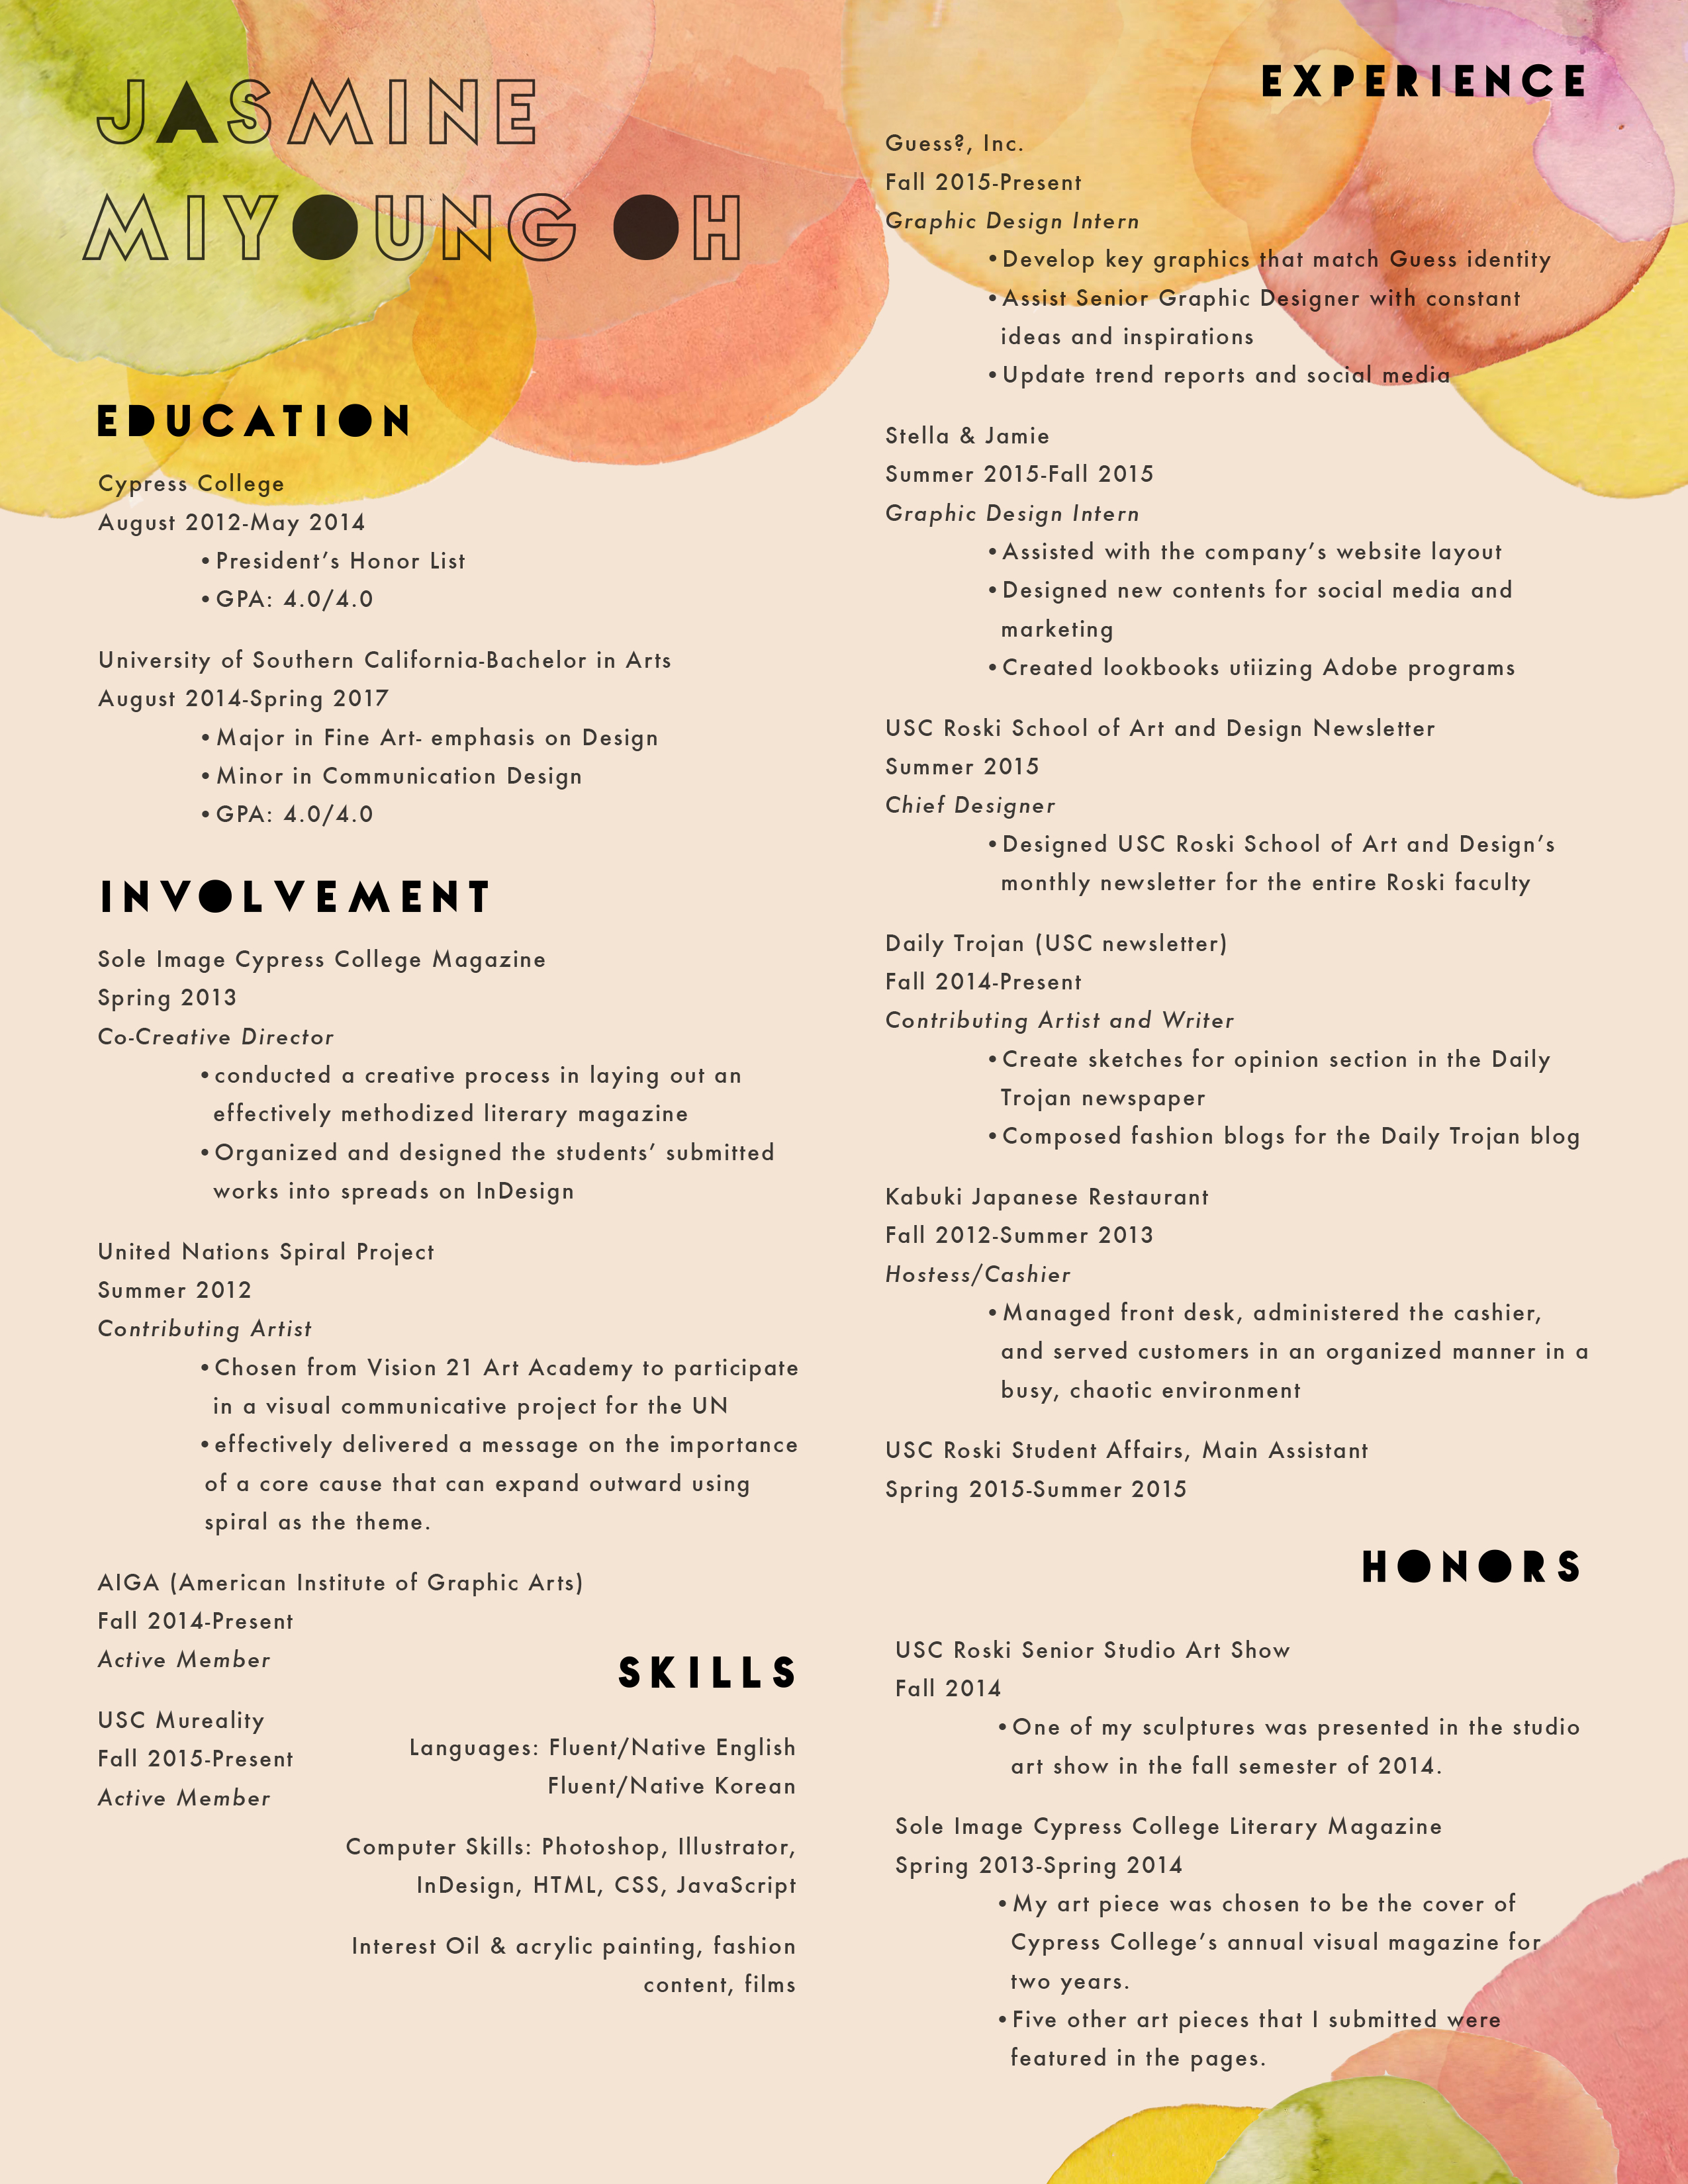 JASMINE
MIYOUNG OH
EDUCATION
Cypress College
August 2012-May 2014
•President’s Honor List
•GPA: 4.0/4.0
University of Southern California-Bachelor in Arts
August 2014-Spring 2017
•Major in Fine Art- emphasis on Design
•Minor in Communication Design
•GPA: 4.0/4.0
INVOLVEMENT
Sole Image Cypress College Magazine
Spring 2013
Co-Creative Director
•conducted a creative process in laying out an
effectively methodized literary magazine
•Organized and designed the students’ submitted
works into spreads on InDesign
United Nations Spiral Project
Summer 2012
Contributing Artist
•Chosen from Vision 21 Art Academy to participate
in a visual communicative project for the UN
•effectively delivered a message on the importance
of a core cause that can expand outward using
spiral as the theme.
AIGA (American Institute of Graphic Arts)
Fall 2014-Present
Active Member
USC Mureality
Fall 2015-Present
Active Member
SKILLS
Languages: Fluent/Native English
Fluent/Native Korean
Computer Skills: Photoshop, Illustrator,
InDesign, HTML, CSS, JavaScript
Interest Oil & acrylic painting, fashion
content, films
EXPERIENCE
Guess?, Inc.
Fall 2015-Present
Graphic Design Intern
•Develop key graphics that match Guess identity
•Assist Senior Graphic Designer with constant
ideas and inspirations
•Update trend reports and social media
Stella & Jamie
Summer 2015-Fall 2015
Graphic Design Intern
•Assisted with the company’s website layout
•Designed new contents for social media and
marketing
•Created lookbooks utiizing Adobe programs
USC Roski School of Art and Design Newsletter
Summer 2015
Chief Designer
•Designed USC Roski School of Art and Design’s
monthly newsletter for the entire Roski faculty
Daily Trojan (USC newsletter)
Fall 2014-Present
Contributing Artist and Writer
•Create sketches for opinion section in the Daily
Trojan newspaper
•Composed fashion blogs for the Daily Trojan blog
Kabuki Japanese Restaurant
Fall 2012-Summer 2013
Hostess/Cashier
•Managed front desk, administered the cashier,
and served customers in an organized manner in a
busy, chaotic environment
USC Roski Student Affairs, Main Assistant
Spring 2015-Summer 2015
HONORS
USC Roski Senior Studio Art Show
Fall 2014
•One of my sculptures was presented in the studio
art show in the fall semester of 2014.
Sole Image Cypress College Literary Magazine
Spring 2013-Spring 2014
•My art piece was chosen to be the cover of
Cypress College’s annual visual magazine for
two years.
•Five other art pieces that I submitted were
featured in the pages.